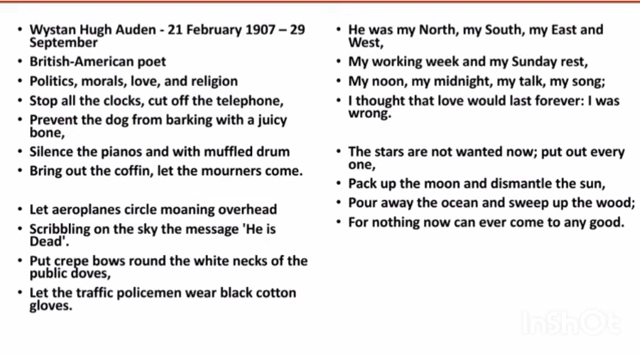 • Wystan Hugh Auden - 21 February 1907 – 29
September
• British-American poet
• Politics, morals, love, and religion
• Stop all the clocks, cut off the telephone,
• Prevent the dog from barking with a juicy
bone,
• Silence the pianos and with muffled drum
• Bring out the coffin, let the mourners come.
• Let aeroplanes circle moaning overhead
• Scribbling on the sky the message 'He is
Dead'.
• Put crepe bows round the white necks of the
public doves,
• Let the traffic policemen wear black cotton
gloves.
• He was my North, my South, my East and
West,
• My working week and my Sunday rest,
• My noon, my midnight, my talk, my song;
• I thought that love would last forever: I was
wrong.
• The stars are not wanted now; put out every
one,
• Pack up the moon and dismantle the sun,
• Pour away the ocean and sweep up the wood;
• For nothing now can ever come to any good.
InShOt